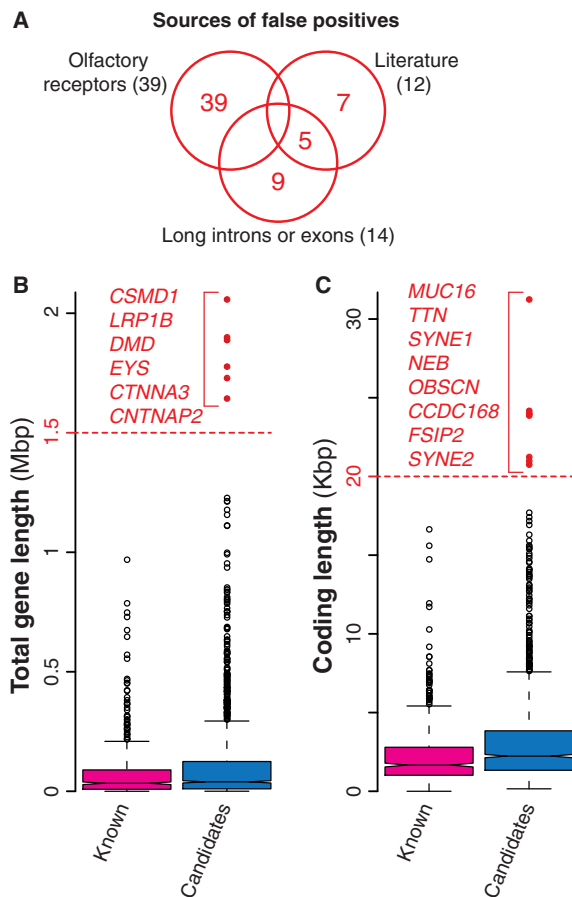 A
Sources of false positives
Olfactory
receptors (39)
Literature
(12)
39
7
5
9
Long introns or exons (14)
B
CSMD1
LRP1B
DMD
EYS
CTNNA3
CNTNAP2
Total gene length (Mbp)
2
1.5
1
0.5
0
Known
Candidates
C
MUC16
TTN
SYNE1
NEB
OBSCN
CCDC168
FSIP2
SYNE2
Coding length (Kbp)
30
20
10
0
Known
Candidates